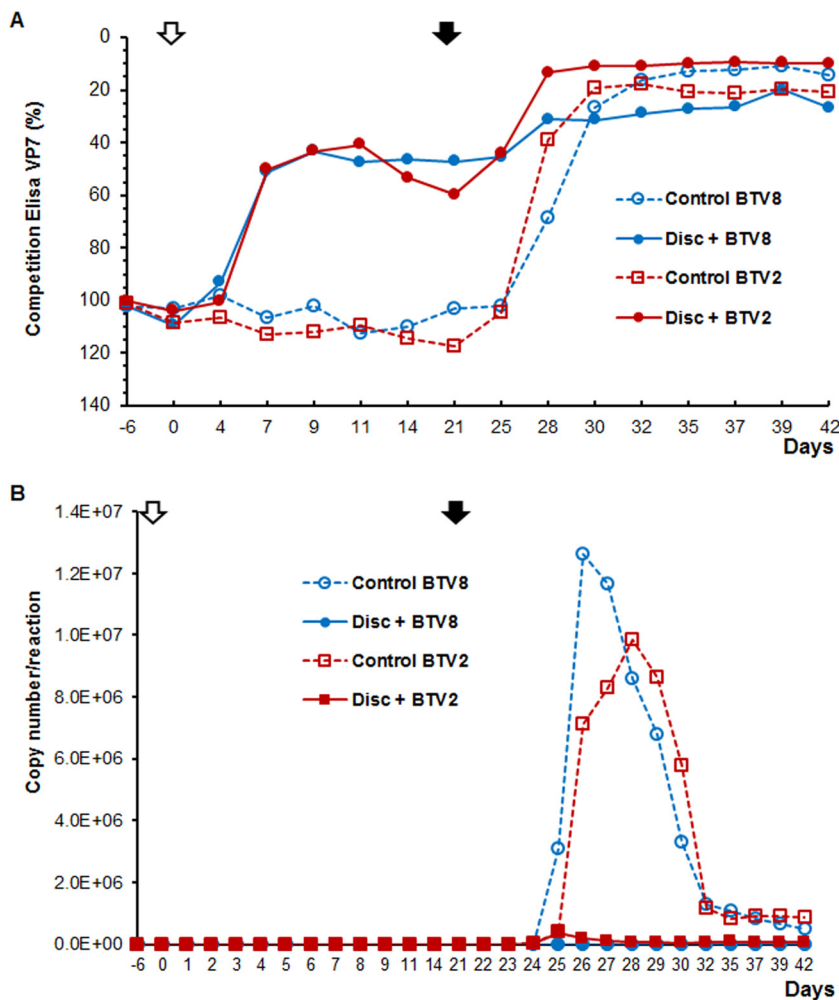 A
0
20
40
60
80
100
120
140
Competition Elisa VP7 (%)
Control BTV8
Disc + BTV8
Control BTV2
Disc + BTV2
-6 0 4 7 9 11 14 21 25 28 30 32 35 37 39 42
Days
B
1.4E+07
1.2E+07
1.0E+07
8.0E+06
6.0E+06
4.0E+06
2.0E+06
0.0E+00
Copy number/reaction
Control BTV8
Disc + BTV8
Control BTV2
Disc + BTV2
-6 0 1 2 3 4 5 6 7 8 9 11 14 21 22 23 24 25 26 27 28 29 30 32 35 37 39 42
Days